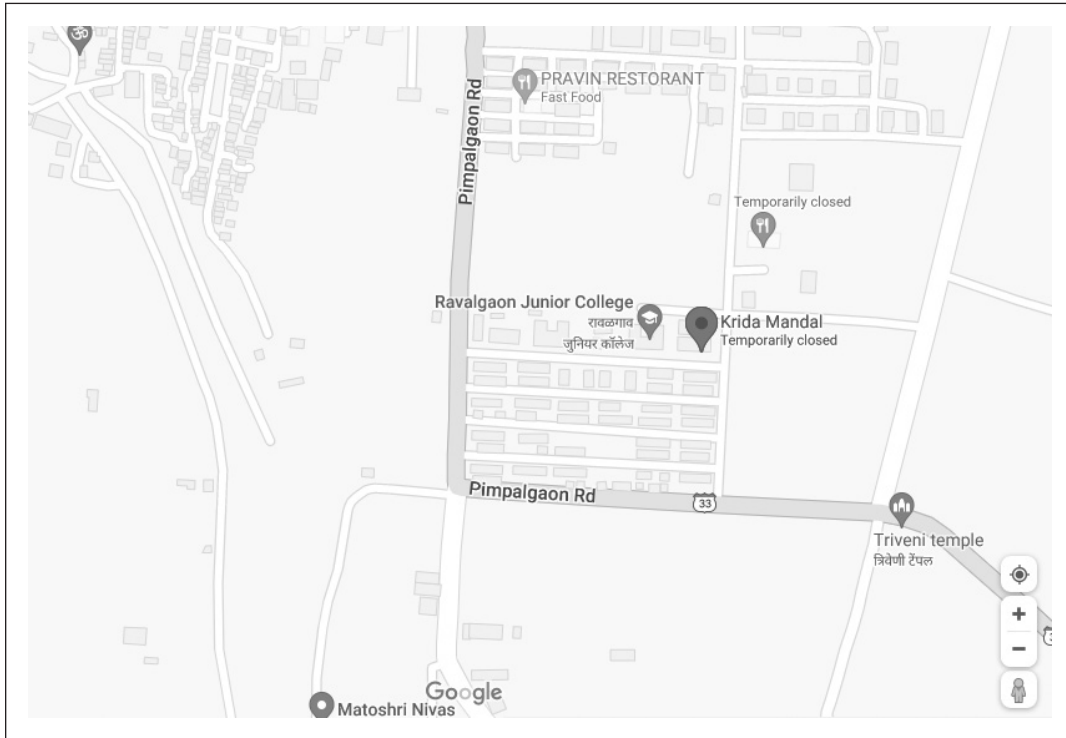 ॐ
PRAVIN RESTORANT
Fast Food
Pimpalgaon Rd
Temporarily closed
Ravalgaon Junior College
रावळगाव
जुनियर कॉलेज
Krida Mandal
Temporarily closed
Pimpalgaon Rd
33
Triveni temple
त्रिवेणी टेंपल
+
3
−
Google
Matoshri Nivas